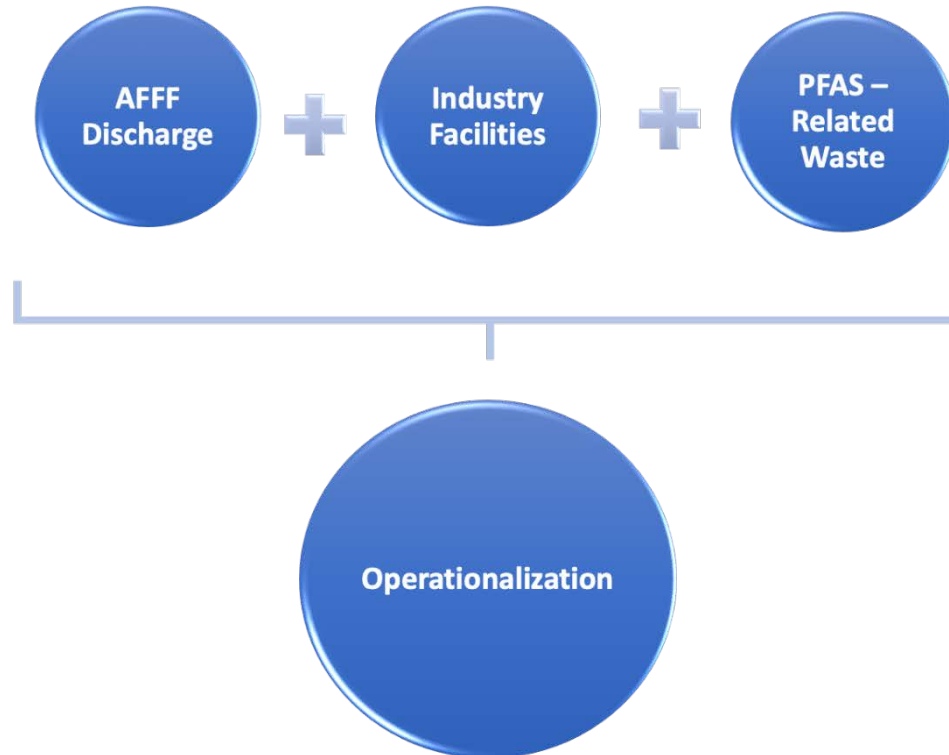 AFFF
Discharge
Industry
Facilities
PFAS –
Related
Waste
Operationalization